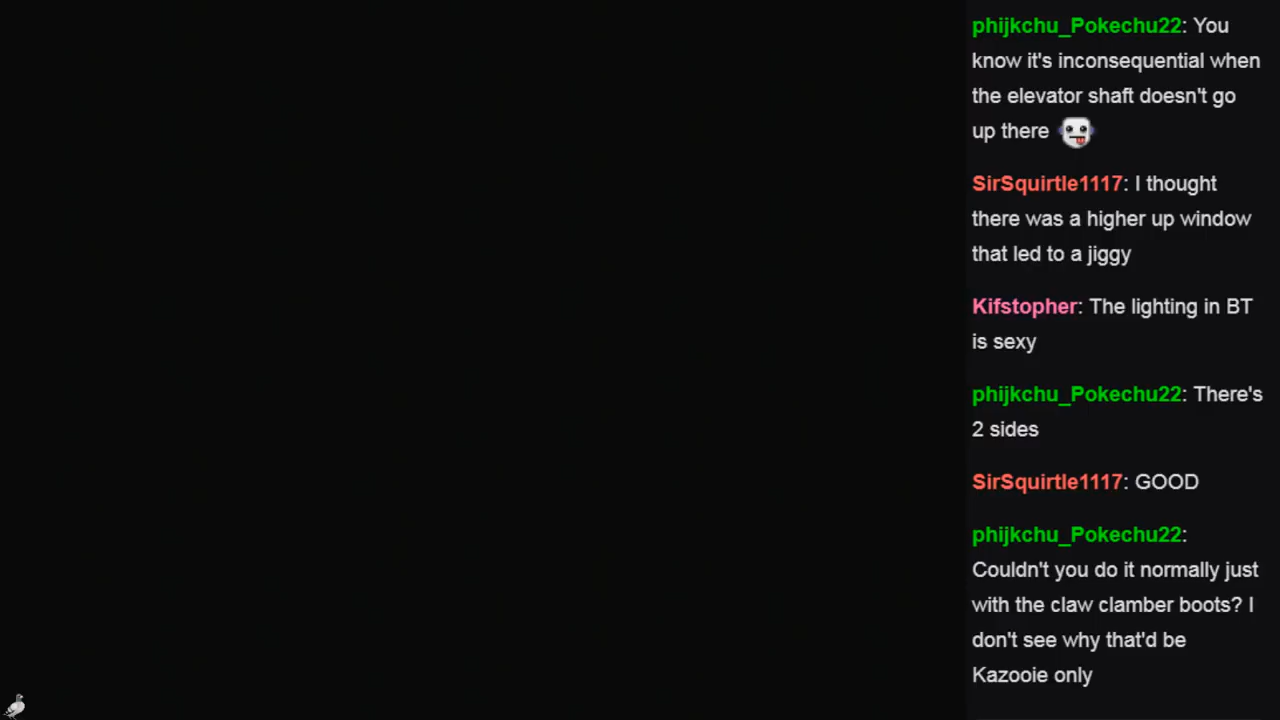 phijkchu_Pokechu22: You
know it's inconsequential when
the elevator shaft doesn't go
up there
SirSquirtle1117: I thought
there was a higher up window
that led to a jiggy
Kifstopher: The lighting in BT
is sexy
phijkchu_Pokechu22: There's
2 sides
SirSquirtle1117: GOOD
phijkchu_Pokechu22:
Couldn't you do it normally just
with the claw clamber boots? I
don't see why that'd be
Kazooie only